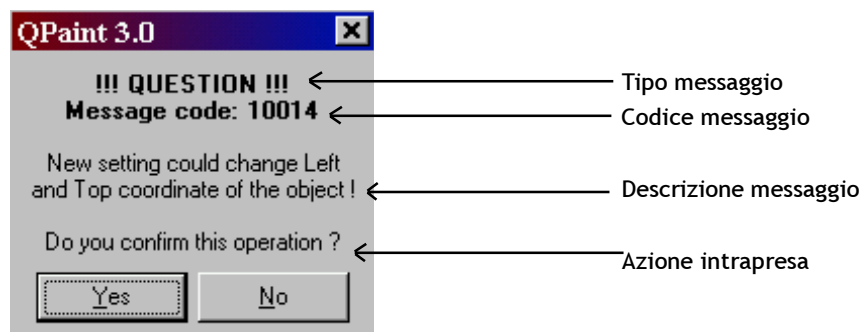 QPaint 3.0
!!! QUESTION !!!
Message code: 10014
New setting could change Left
and Top coordinate of the object !
Do you confirm this operation ?
Yes
No
Tipo messaggio
Codice messaggio
Descrizione messaggio
Azione intrapresa